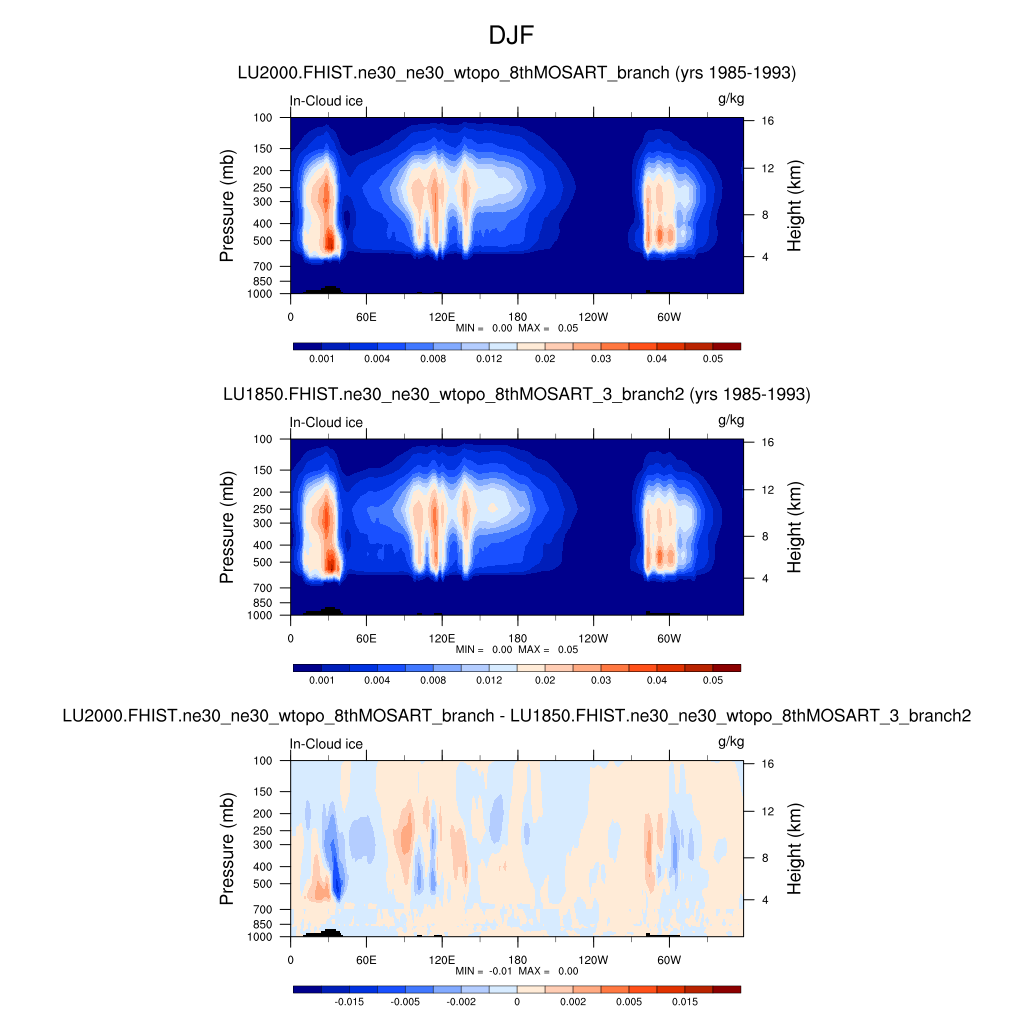 DJF
LU2000.FHIST.ne30_ne30_wtopo_8thMOSART_branch (yrs 1985-1993)
In-Cloud ice g/kg
100 150 200 250 300 400 500 700 850 1000
Pressure (mb)
16 12 8 4
Height (km)
0 60E 120E 180 120W 60W
MIN = 0.00 MAX = 0.05
0.001 0.004 0.008 0.012 0.02 0.03 0.04 0.05
LU1850.FHIST.ne30_ne30_wtopo_8thMOSART_3_branch2 (yrs 1985-1993)
In-Cloud ice g/kg
100 150 200 250 300 400 500 700 850 1000
Pressure (mb)
16 12 8 4
Height (km)
0 60E 120E 180 120W 60W
MIN = 0.00 MAX = 0.05
0.001 0.004 0.008 0.012 0.02 0.03 0.04 0.05
LU2000.FHIST.ne30_ne30_wtopo_8thMOSART_branch - LU1850.FHIST.ne30_ne30_wtopo_8thMOSART_3_branch2
In-Cloud ice g/kg
100 150 200 250 300 400 500 700 850 1000
Pressure (mb)
16 12 8 4
Height (km)
0 60E 120E 180 120W 60W
MIN = -0.01 MAX = 0.00
-0.015 -0.005 -0.002 0 0.002 0.005 0.015